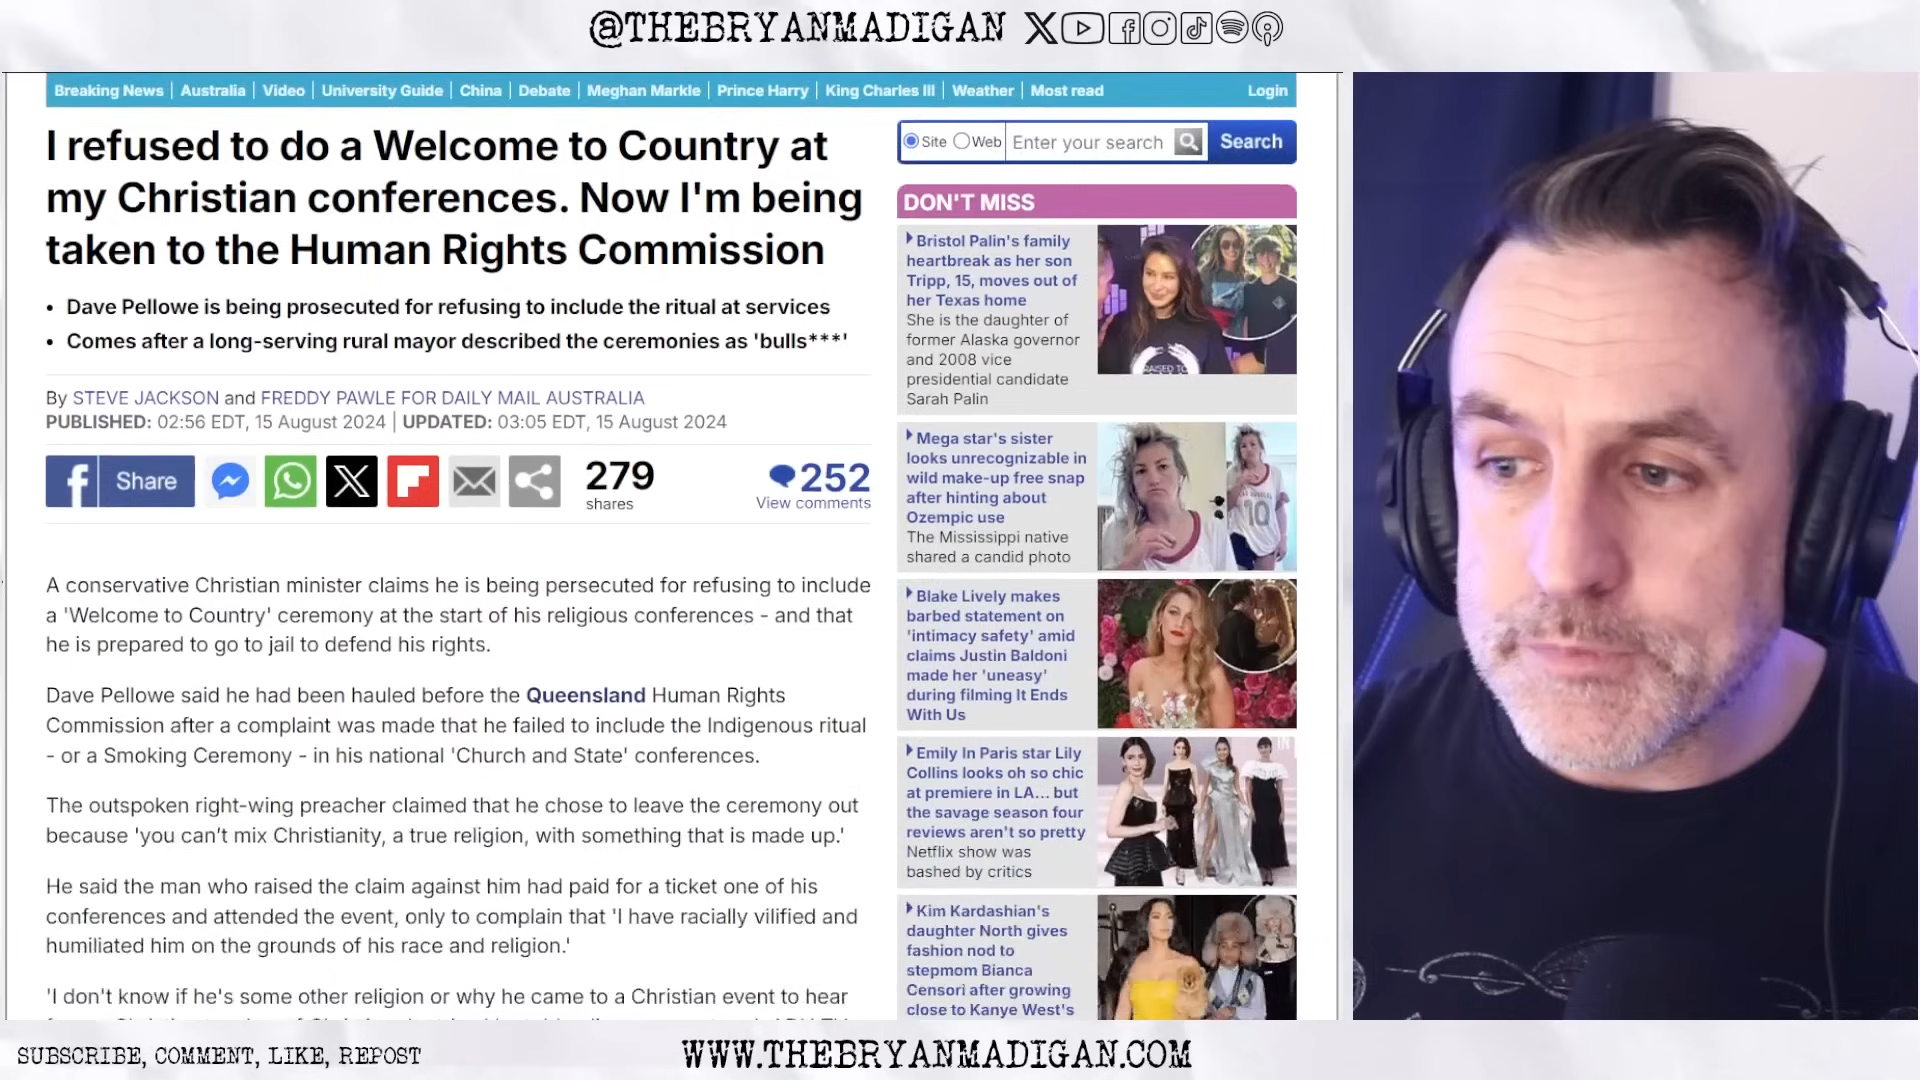 @THEBRYANMADIGAN
Breaking News | Australia | Video | University Guide | China | Debate | Meghan Markle | Prince Harry | King Charles III | Weather | Most read
Login
I refused to do a Welcome to Country at
my Christian conferences. Now I'm being
taken to the Human Rights Commission
• Dave Pellowe is being prosecuted for refusing to include the ritual at services
• Comes after a long-serving rural mayor described the ceremonies as 'bulls***'
By STEVE JACKSON and FREDDY PAWLE FOR DAILY MAIL AUSTRALIA
PUBLISHED: 02:56 EDT, 15 August 2024 | UPDATED: 03:05 EDT, 15 August 2024
Share
279
shares
252
View comments
A conservative Christian minister claims he is being persecuted for refusing to include
a 'Welcome to Country' ceremony at the start of his religious conferences - and that
he is prepared to go to jail to defend his rights.
Dave Pellowe said he had been hauled before the Queensland Human Rights
Commission after a complaint was made that he failed to include the Indigenous ritual
- or a Smoking Ceremony - in his national 'Church and State' conferences.
The outspoken right-wing preacher claimed that he chose to leave the ceremony out
because 'you can't mix Christianity, a true religion, with something that is made up.'
He said the man who raised the claim against him had paid for a ticket one of his
conferences and attended the event, only to complain that 'I have racially vilified and
humiliated him on the grounds of his race and religion.'
'I don't know if he's some other religion or why he came to a Christian event to hear
Site Web Enter your search Search
DON'T MISS
Bristol Palin's family
heartbreak as her son
Tripp, 15, moves out of
her Texas home
She is the daughter of
former Alaska governor
and 2008 vice
presidential candidate
Sarah Palin
RAISED TO
Mega star's sister
looks unrecognizable in
wild make-up free snap
after hinting about
Ozempic use
The Mississippi native
shared a candid photo
10
Blake Lively makes
barbed statement on
'intimacy safety' amid
claims Justin Baldoni
made her 'uneasy'
during filming It Ends
With Us
Emily In Paris star Lily
Collins looks oh so chic
at premiere in LA... but
the savage season four
reviews aren't so pretty
Netflix show was
bashed by critics
IN
Kim Kardashian's
daughter North gives
fashion nod to
stepmom Bianca
Censori after growing
close to Kanye West's
SUBSCRIBE, COMMENT, LIKE, REPOST
WWW.THEBRYANMADIGAN.COM